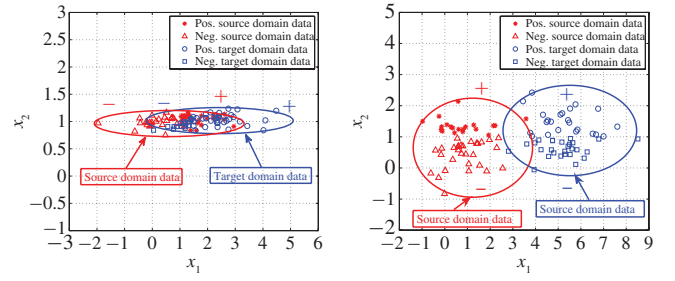 Pos. source domain data
Neg. source domain data
Pos. target domain data
Neg. target domain data
3
2.5
2
1.5
1
0.5
0
−0.5
−1
− − + +
Source domain data
Target domain data
−3 −2 −1 0 1 2 3 4 5 6
x1
x2
Pos. source domain data
Neg. source domain data
Pos. target domain data
Neg. target domain data
5
4
3
2
1
0
−1
−2
+ +
− −
Source domain data
Source domain data
−2 −1 0 1 2 3 4 5 6 7 8 9
x1
x2